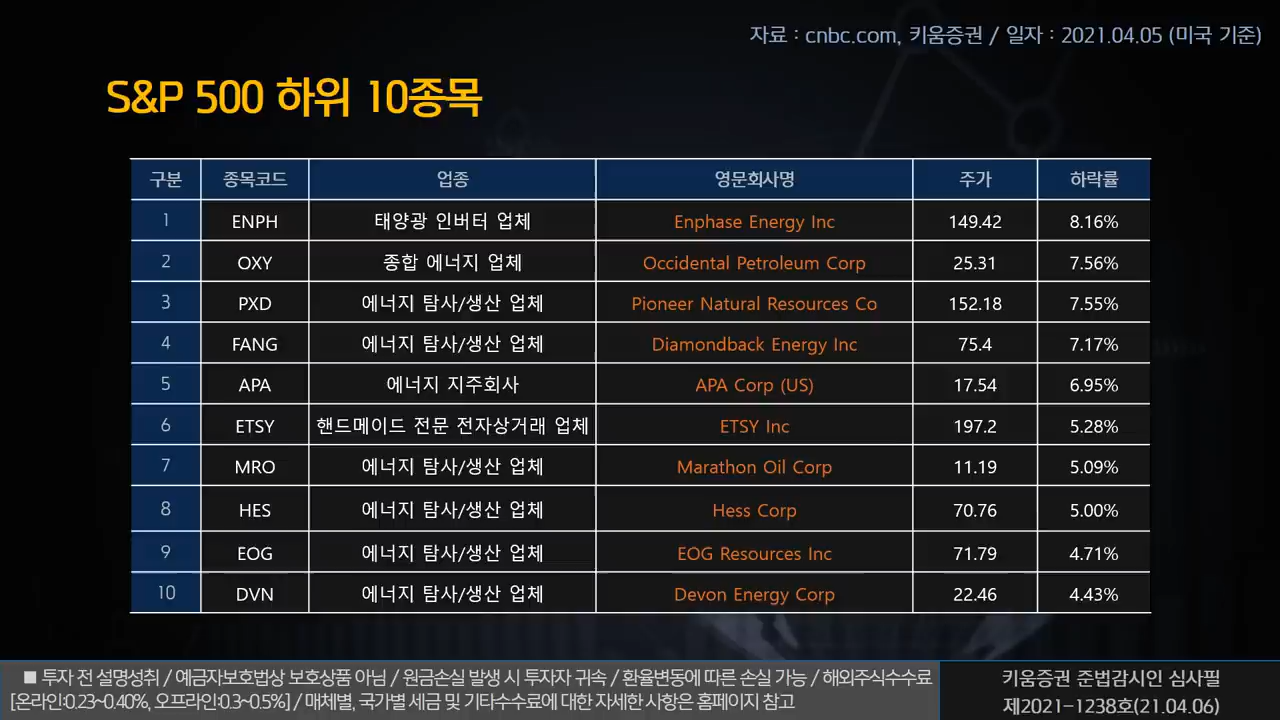 자료 : cnbc.com, 키움증권 / 일자 : 2021.04.05 (미국 기준)
S&P 500 하위 10종목
구분 종목코드 업종 영문회사명 주가 하락률
1 ENPH 태양광 인버터 업체 Enphase Energy Inc 149.42 8.16%
2 OXY 종합 에너지 업체 Occidental Petroleum Corp 25.31 7.56%
3 PXD 에너지 탐사/생산 업체 Pioneer Natural Resources Co 152.18 7.55%
4 FANG 에너지 탐사/생산 업체 Diamondback Energy Inc 75.4 7.17%
5 APA 에너지 지주회사 APA Corp (US) 17.54 6.95%
6 ETSY 핸드메이드 전문 전자상거래 업체 ETSY Inc 197.2 5.28%
7 MRO 에너지 탐사/생산 업체 Marathon Oil Corp 11.19 5.09%
8 HES 에너지 탐사/생산 업체 Hess Corp 70.76 5.00%
9 EOG 에너지 탐사/생산 업체 EOG Resources Inc 71.79 4.71%
10 DVN 에너지 탐사/생산 업체 Devon Energy Corp 22.46 4.43%
■ 투자 전 설명성취 / 예금자보호법상 보호상품 아님 / 원금손실 발생 시 투자자 귀속 / 환율변동에 따른 손실 가능 / 해외주식수수료
[온라인:0.23~0.40%, 오프라인:0.3~0.5%] / 매체별, 국가별 세금 및 기타수수료에 대한 자세한 사항은 홈페이지 참고
키움증권 준법감시인 심사필
제2021-1238호(21.04.06)